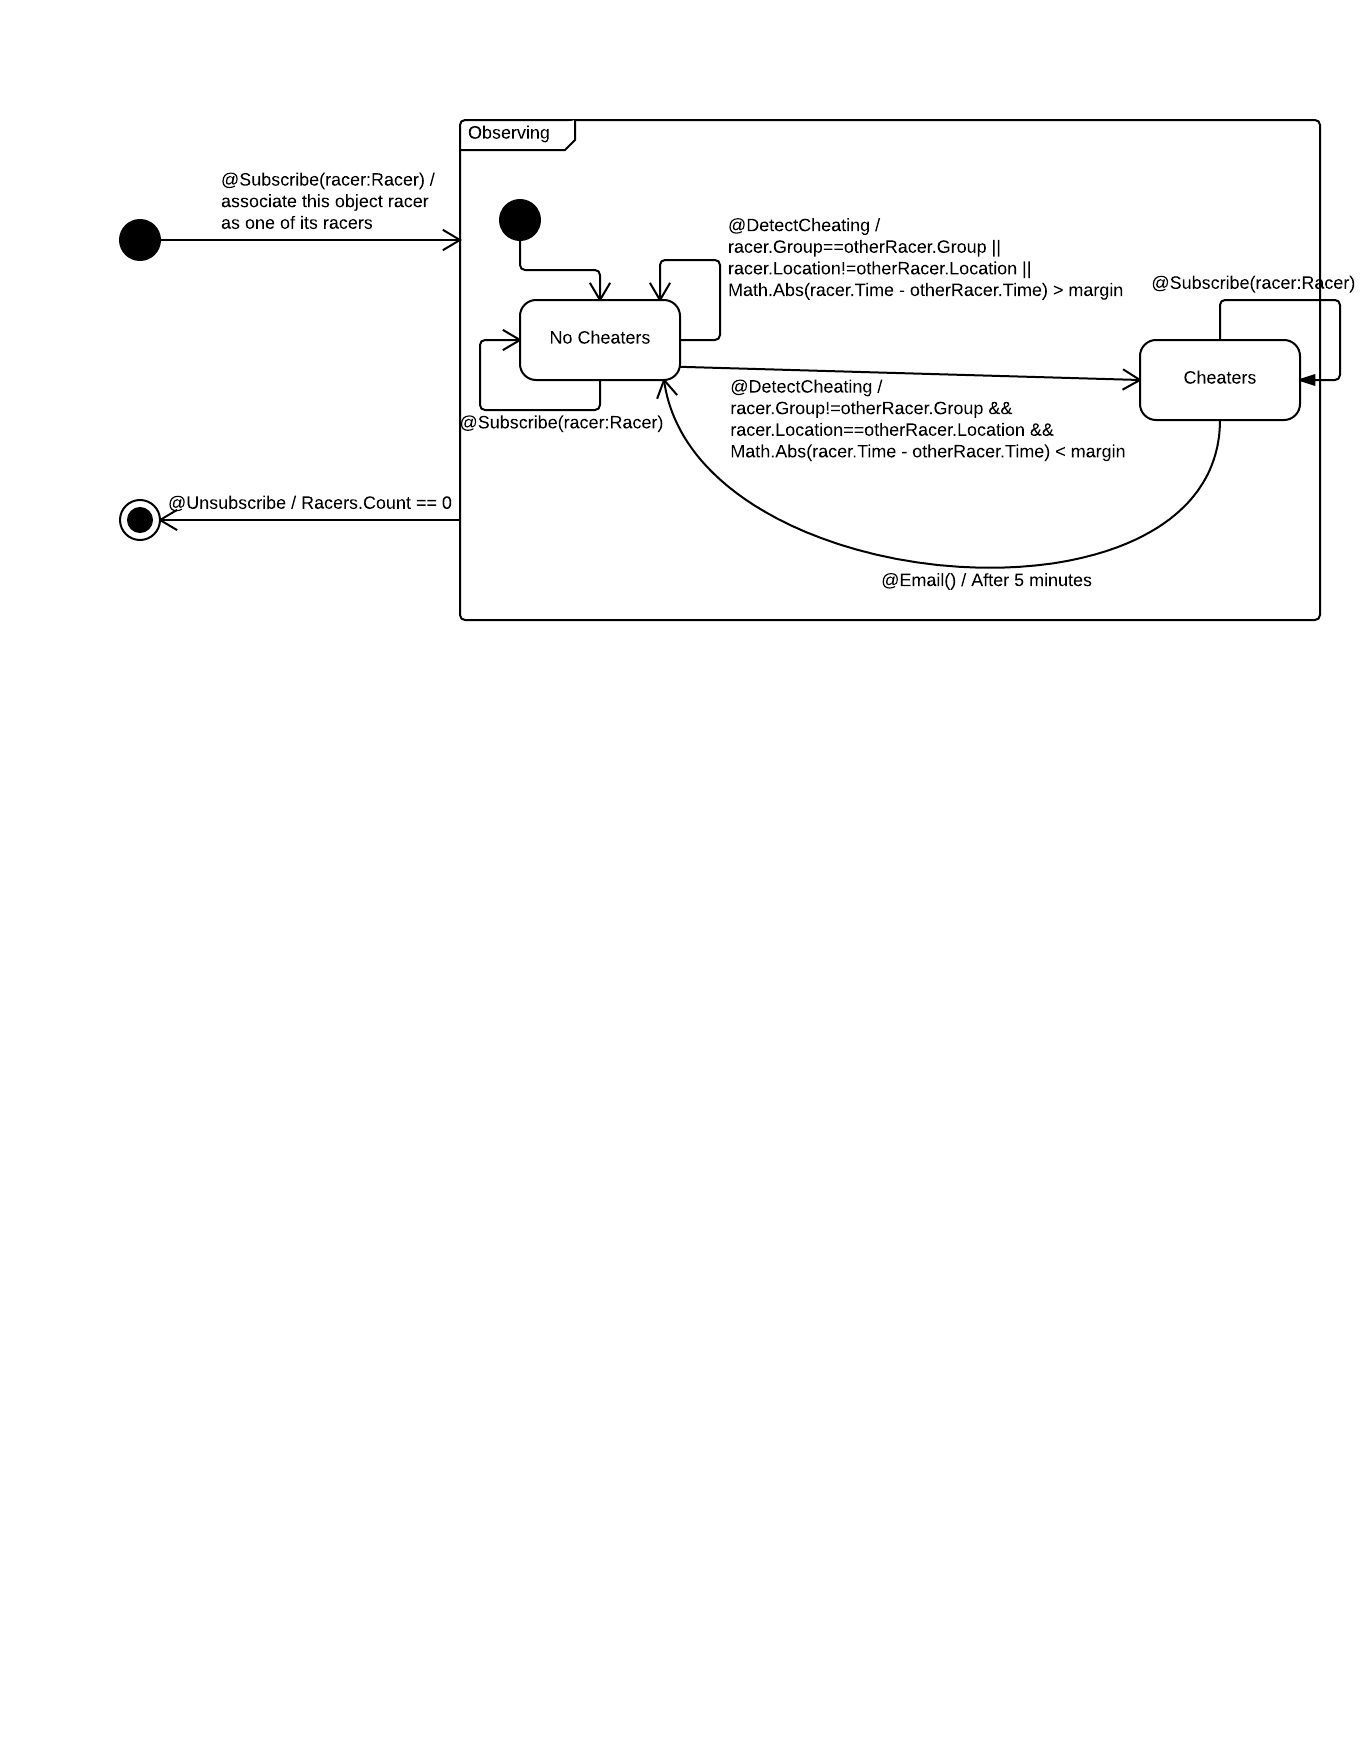 Observing
@Subscribe(racer:Racer) /
associate this object racer
as one of its racers
@DetectCheating /
racer.Group==otherRacer.Group ||
racer.Location!=otherRacer.Location ||
Math.Abs(racer.Time - otherRacer.Time) > margin
@Subscribe(racer:Racer)
No Cheaters
Cheaters
@DetectCheating /
racer.Group!=otherRacer.Group &&
racer.Location==otherRacer.Location &&
Math.Abs(racer.Time - otherRacer.Time) < margin
@Subscribe(racer:Racer)
@Unsubscribe / Racers.Count == 0
@Email() / After 5 minutes